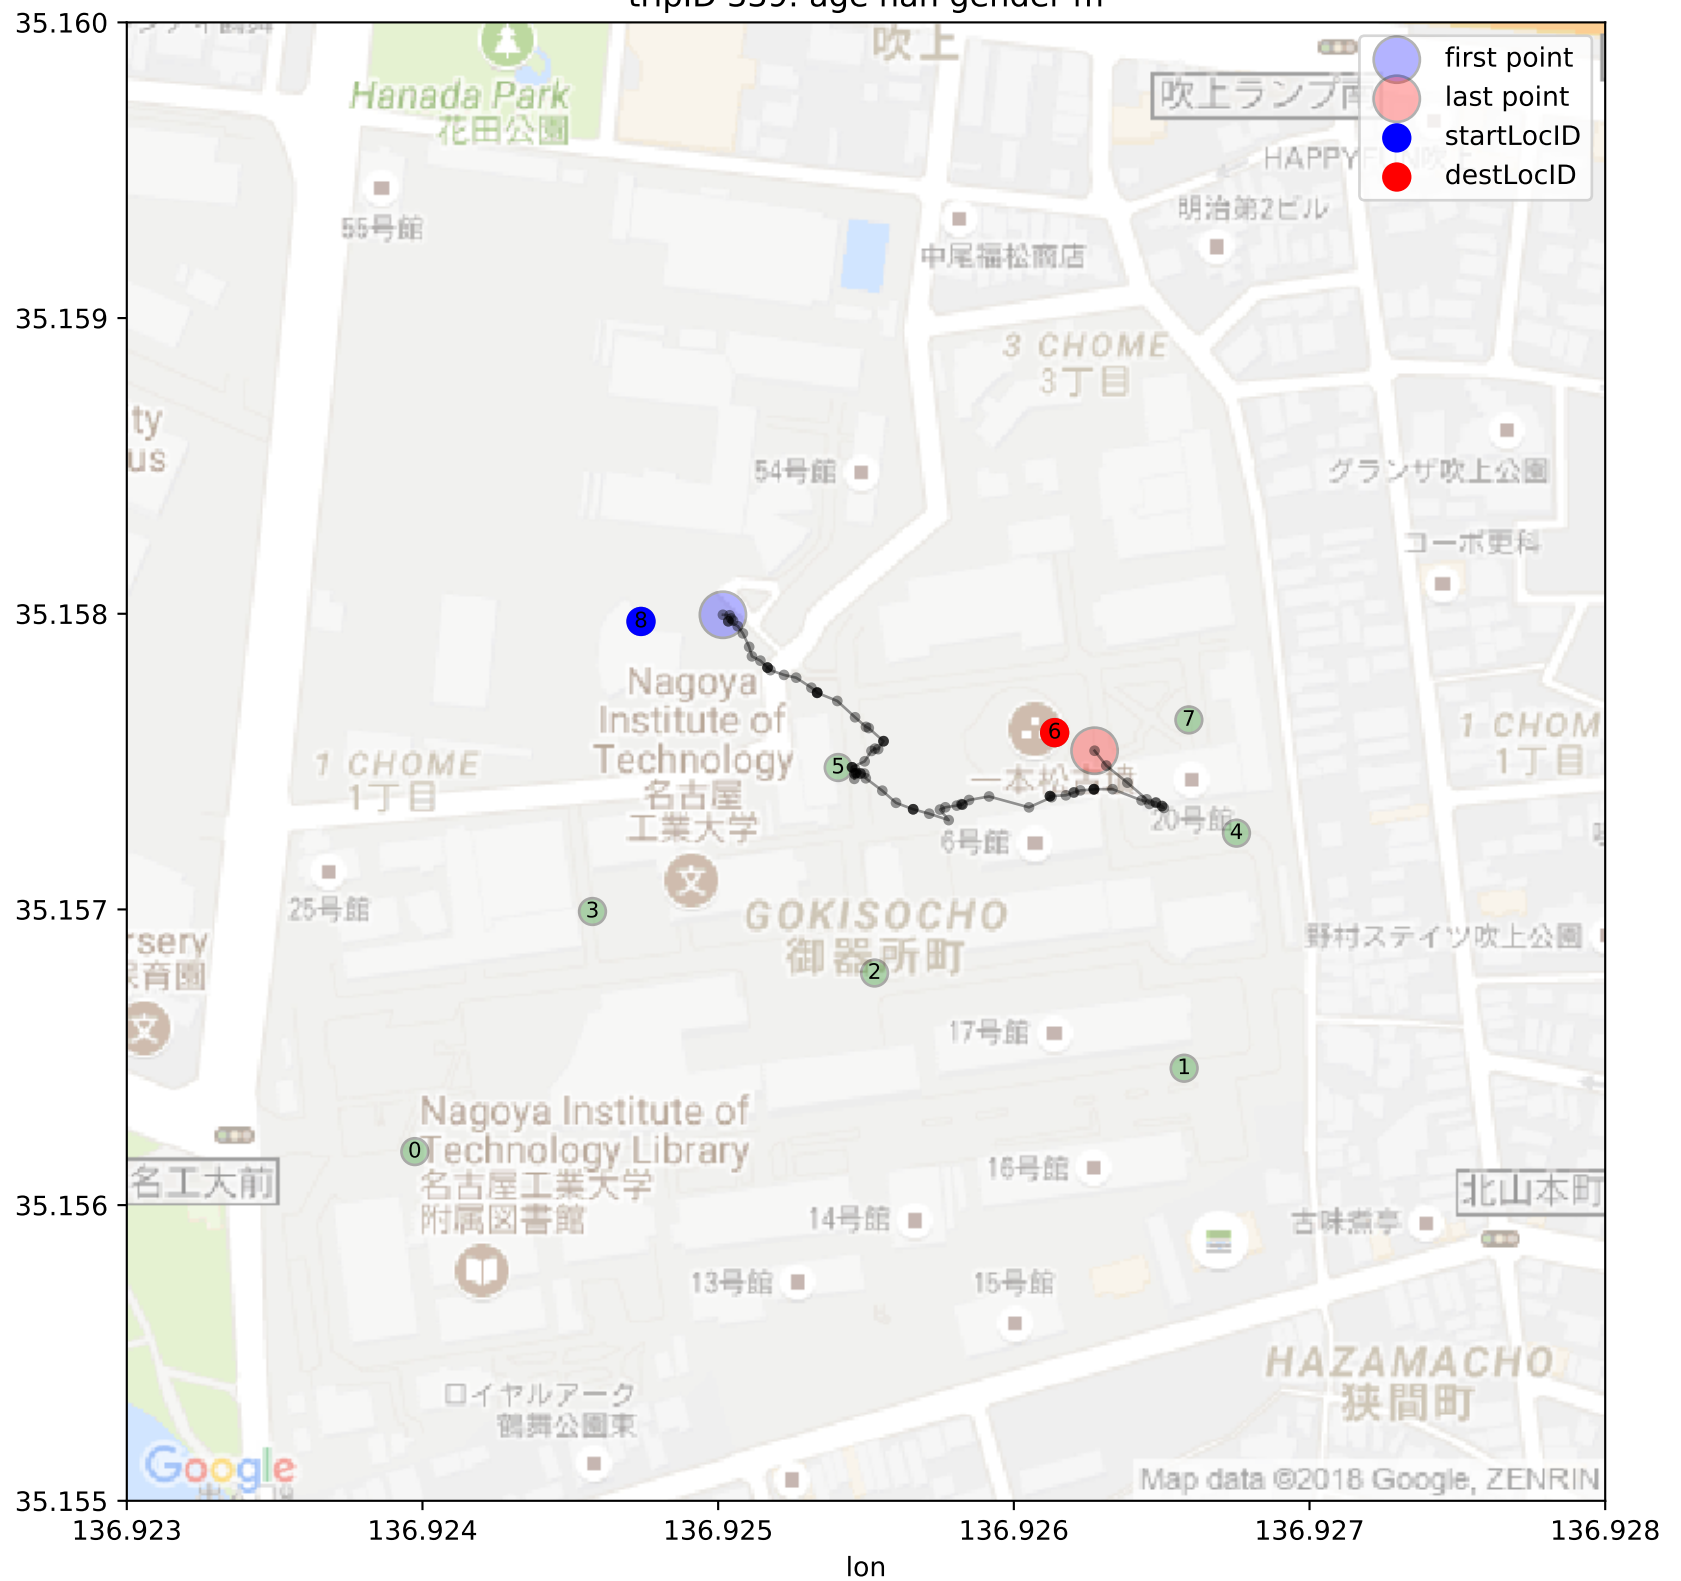 35.160
吹上
first point
last point
startLocID
destLocID
Hanada Park
花田公園
吹上ランプ南
55号館
明治第2ビル
中尾福松商店
35.159
3 CHOME
3丁目
ty
us
54号館
グランザ吹上公園
コーポ更科
35.158
8
Nagoya
Institute of
Technology
名古屋
工業大学
6
7
1 CHOM
1丁目
1 CHOME
1丁目
5
一本松古墳
20号館
4
6号館
25号館
35.157
3
GOKISOCHO
御器所町
rsery
保育園
野村ステイツ吹上公園
2
17号館
1
Nagoya Institute of
Technology Library
名古屋工業大学
附属図書館
0
名工大前
16号館
北山本町
35.156
14号館
古味煮亭
13号館
15号館
HAZAMACHO
狭間町
ロイヤルアーク
鶴舞公園東
Google
Map data ©2018 Google, ZENRIN
35.155
136.923
136.924
136.925
136.926
136.927
136.928
lon